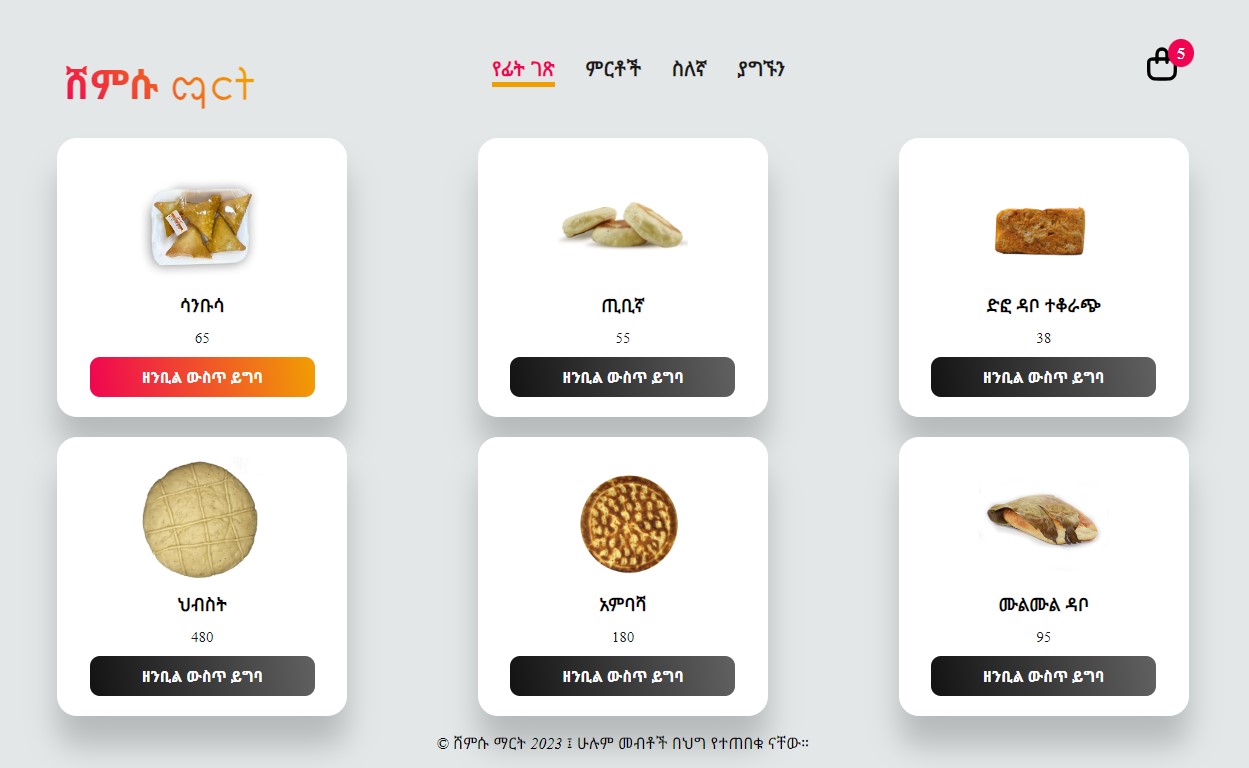 ሸምሱ ማርት
የፊት ገጽ ምርቶች ስለኛ ያግኙን
5
ሳንቡሳ
65
ዘንቢል ውስጥ ይግባ
ጢቢኛ
55
ዘንቢል ውስጥ ይግባ
ድፎ ዳቦ ተቆራጭ
38
ዘንቢል ውስጥ ይግባ
ህብስት
480
ዘንቢል ውስጥ ይግባ
አምባሻ
180
ዘንቢል ውስጥ ይግባ
ሙልሙል ዳቦ
95
ዘንቢል ውስጥ ይግባ
© ሸምሱ ማርት 2023 ፤ ሁሉም መብቶች በህግ የተጠበቁ ናቸው።